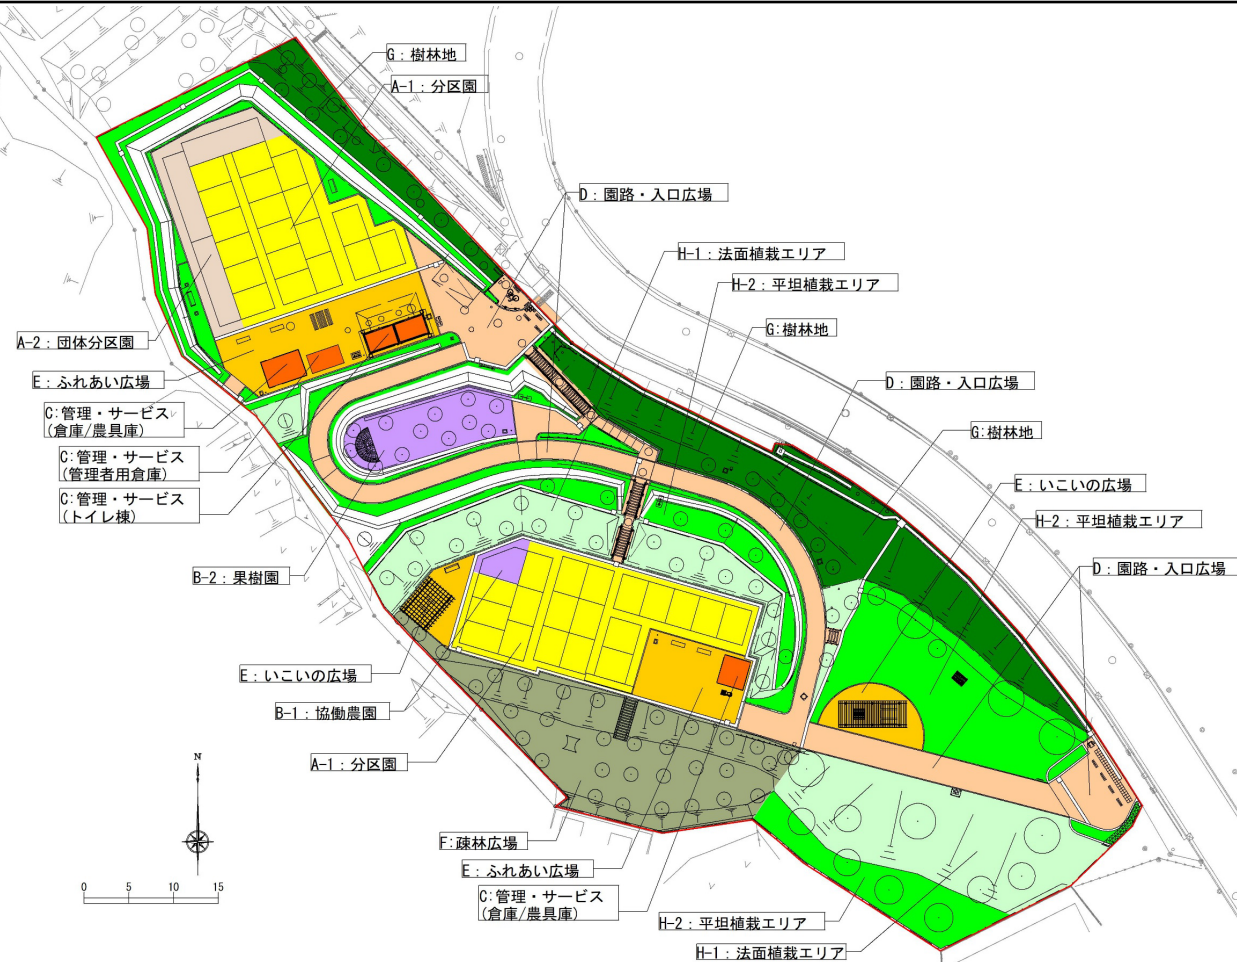 G：樹林地
A-1：分区園
D：園路・入口広場
H-1：法面植栽エリア
H-2：平坦植栽エリア
G:樹林地
A-2：団体分区園
E：ふれあい広場
D：園路・入口広場
C:管理・サービス
(倉庫/農具庫)
G:樹林地
C:管理・サービス
(管理者用倉庫)
E：いこいの広場
C:管理・サービス
(トイレ棟)
H-2：平坦植栽エリア
D：園路・入口広場
B-2：果樹園
E：いこいの広場
B-1：協働農園
A-1：分区園
N
F:疎林広場
E：ふれあい広場
C:管理・サービス
(倉庫/農具庫)
0 5 10 15
H-2：平坦植栽エリア
H-1：法面植栽エリア